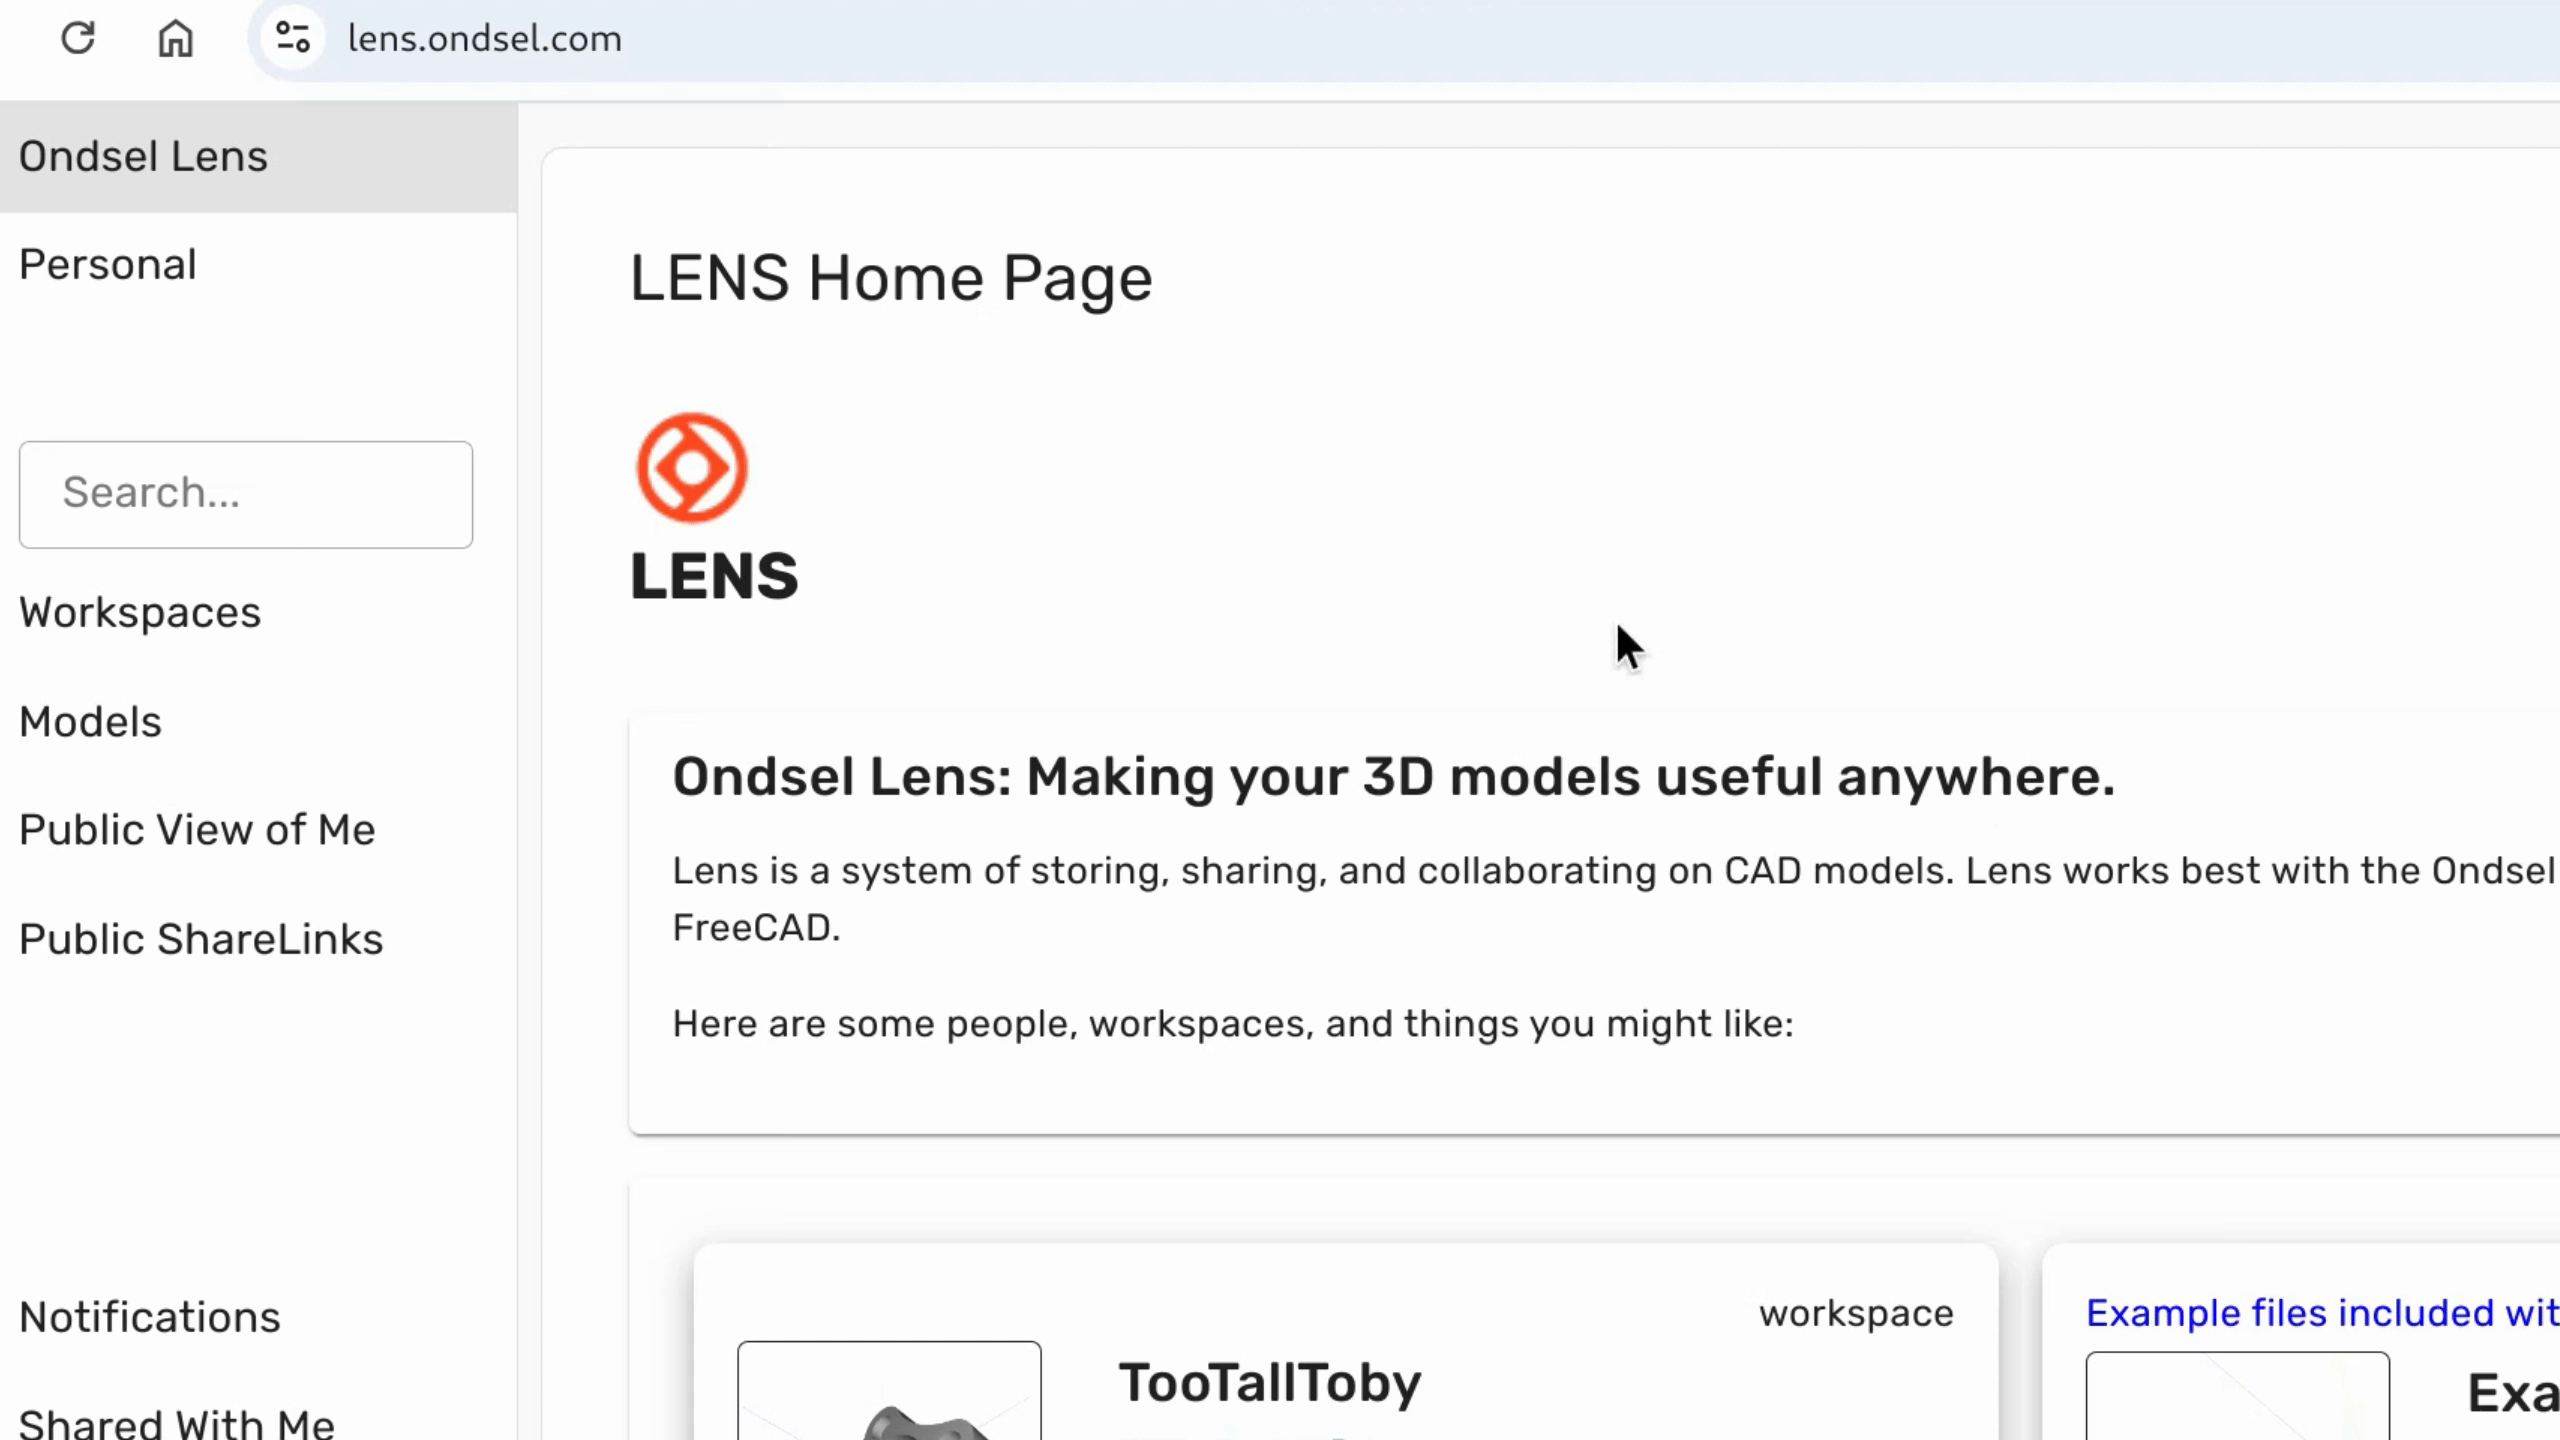 lens.ondsel.com
Ondsel Lens
Personal
Search...
Workspaces
Models
Public View of Me
Public ShareLinks
Notifications
Shared With Me
LENS Home Page
LENS
Ondsel Lens: Making your 3D models useful anywhere.
Lens is a system of storing, sharing, and collaborating on CAD models. Lens works best with the Ondsel
FreeCAD.
Here are some people, workspaces, and things you might like:
workspace
TooTallToby
Example files included wit
Exa